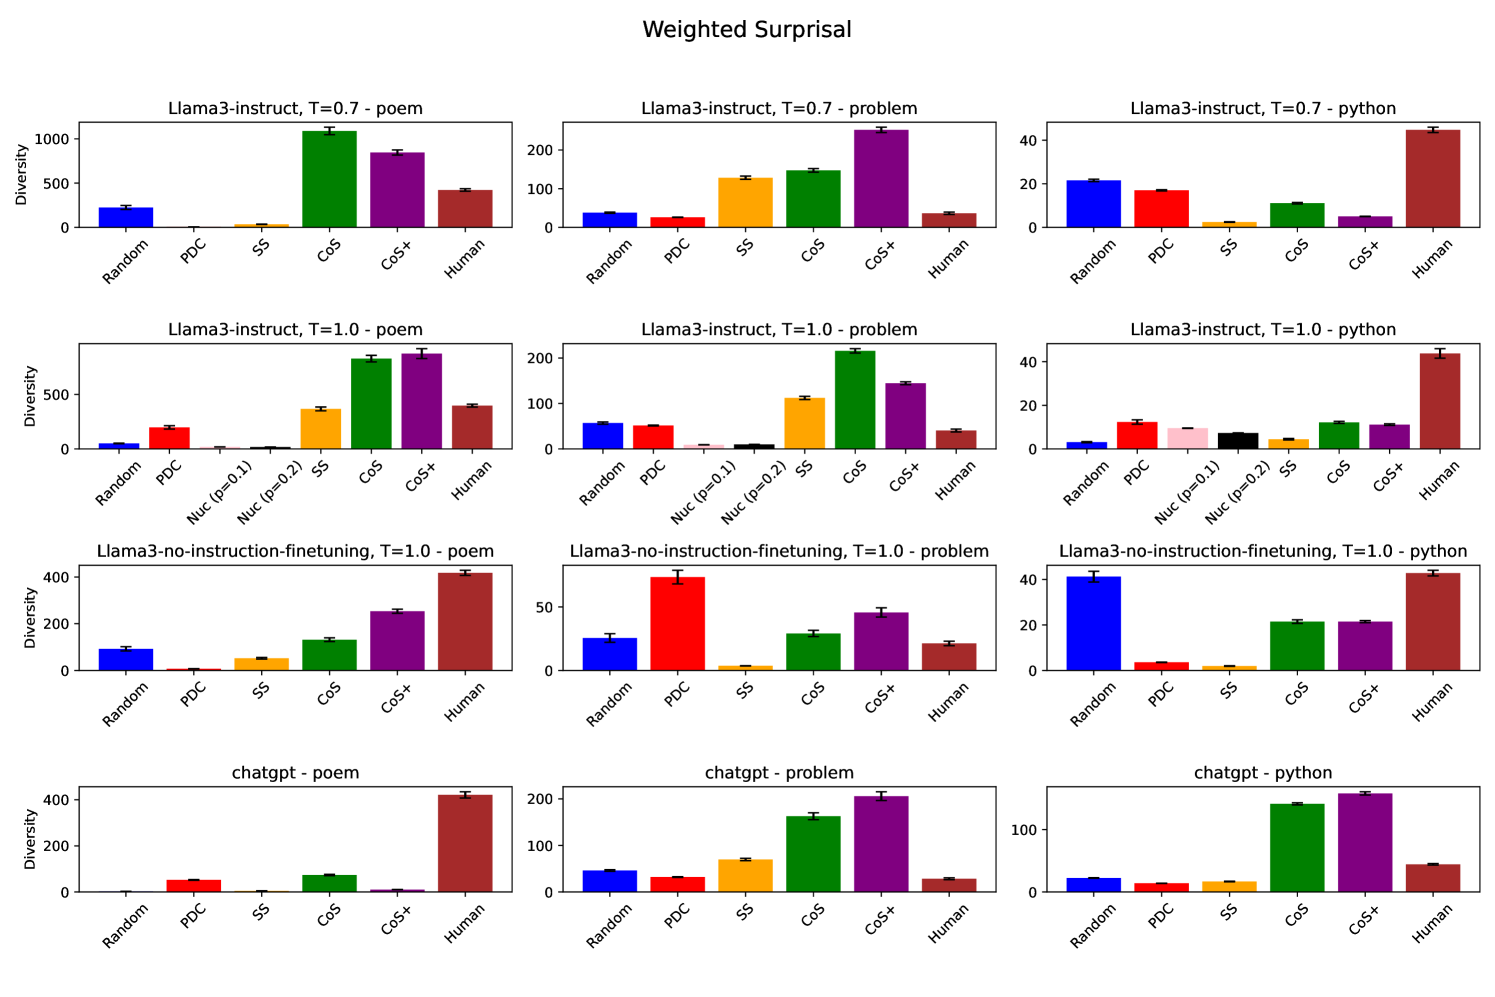 Weighted Surprisal
Llama3-instruct, T=0.7 - poem
Diversity
1000
500
0
Random
PDC
SS
CoS
CoS+
Human
Llama3-instruct, T=0.7 - problem
200
100
0
Random
PDC
SS
CoS
CoS+
Human
Llama3-instruct, T=0.7 - python
40
20
0
Random
PDC
SS
CoS
CoS+
Human
Llama3-instruct, T=1.0 - poem
Diversity
500
0
Random
PDC
Nuc (p=0.1)
Nuc (p=0.2)
SS
CoS
CoS+
Human
Llama3-instruct, T=1.0 - problem
200
100
0
Random
PDC
Nuc (p=0.1)
Nuc (p=0.2)
SS
CoS
CoS+
Human
Llama3-instruct, T=1.0 - python
40
20
0
Random
PDC
Nuc (p=0.1)
Nuc (p=0.2)
SS
CoS
CoS+
Human
Llama3-no-instruction-finetuning, T=1.0 - poem
Diversity
400
200
0
Random
PDC
SS
CoS
CoS+
Human
Llama3-no-instruction-finetuning, T=1.0 - problem
50
0
Random
PDC
SS
CoS
CoS+
Human
Llama3-no-instruction-finetuning, T=1.0 - python
40
20
0
Random
PDC
SS
CoS
CoS+
Human
chatgpt - poem
Diversity
400
200
0
Random
PDC
SS
CoS
CoS+
Human
chatgpt - problem
200
100
0
Random
PDC
SS
CoS
CoS+
Human
chatgpt - python
100
0
Random
PDC
SS
CoS
CoS+
Human